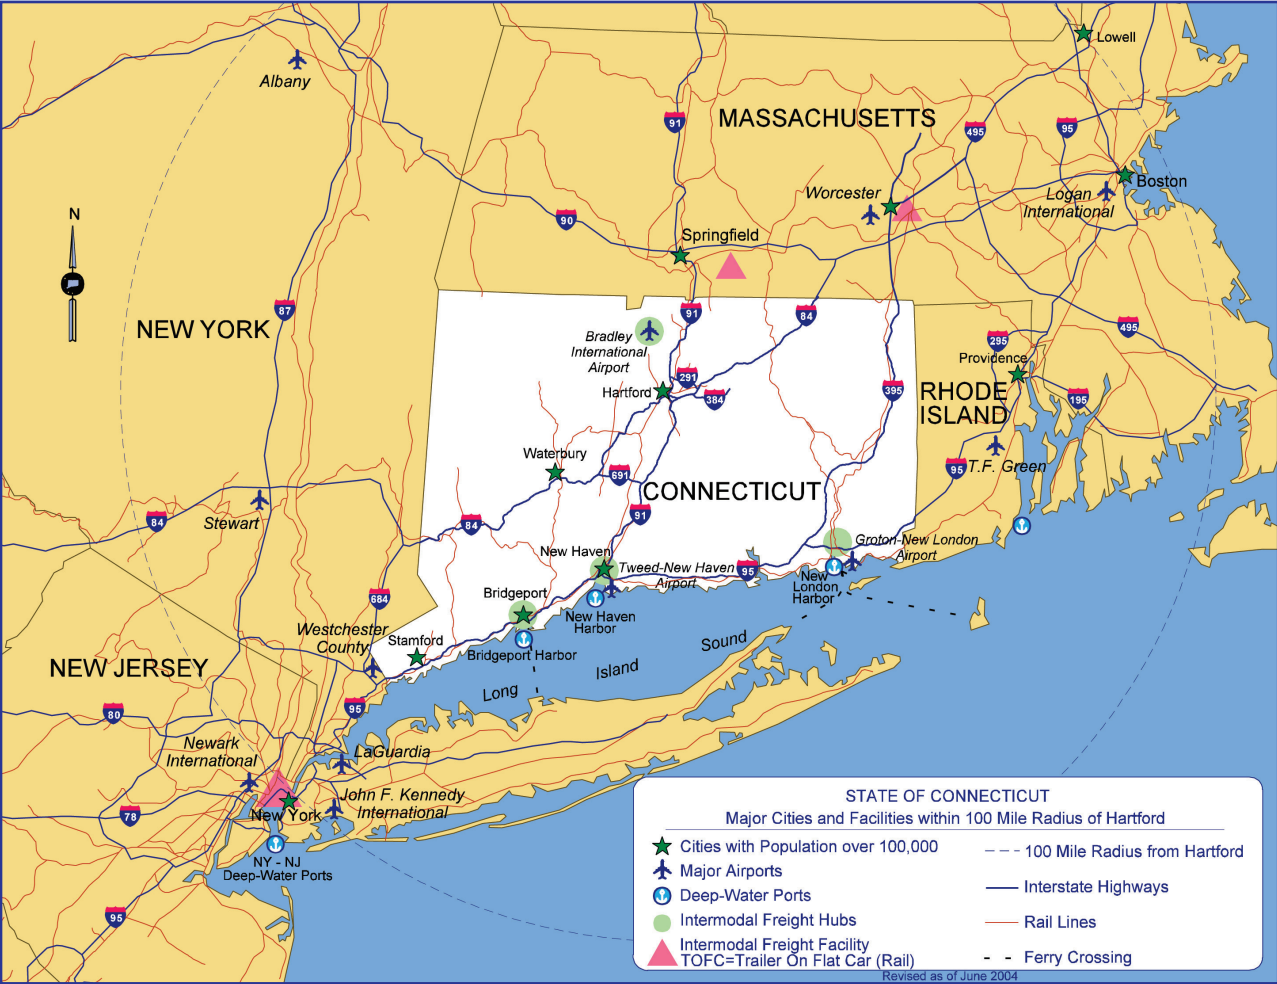 Lowell
Albany
91
MASSACHUSETTS
495
95
Boston
Worcester
Logan
International
N
90
Springfield
87
NEW YORK
91
84
495
Bradley
International
Airport
295
Providence
291
Hartford
384
395
RHODE
ISLAND
195
Waterbury
691
95
T.F. Green
CONNECTICUT
Stewart
84
84
91
New Haven
Groton-New London
Airport
Tweed-New Haven
Airport
95
New
London
Harbor
684
Bridgeport
New Haven
Harbor
Westchester
County
Stamford
Bridgeport Harbor
Long Island Sound
NEW JERSEY
80
95
Newark
International
LaGuardia
John F. Kennedy
International
78
New York
NY - NJ
Deep-Water Ports
95
STATE OF CONNECTICUT
Major Cities and Facilities within 100 Mile Radius of Hartford
Cities with Population over 100,000
Major Airports
Deep-Water Ports
Intermodal Freight Hubs
Intermodal Freight Facility
TOFC=Trailer On Flat Car (Rail)
100 Mile Radius from Hartford
Interstate Highways
Rail Lines
Ferry Crossing
Revised as of June 2004